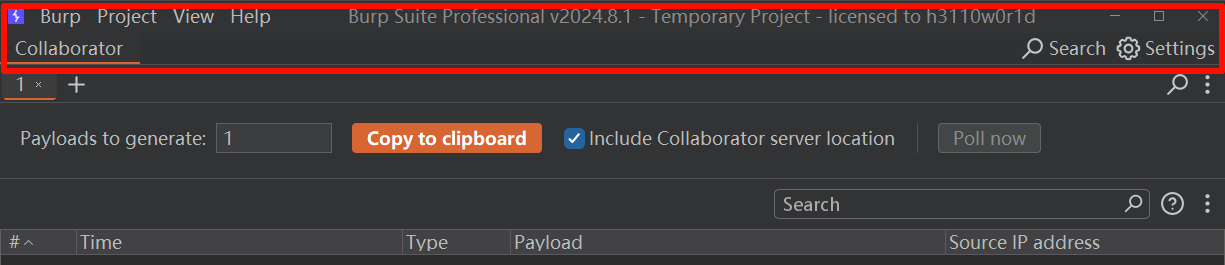 Burp Project View Help Burp Suite Professional v2024.8.1 - Temporary Project - licensed to h3110w0r1d
Collaborator Search Settings
1 × +
Payloads to generate: 1 Copy to clipboard Include Collaborator server location Poll now
Search
# Time Type Payload Source IP address